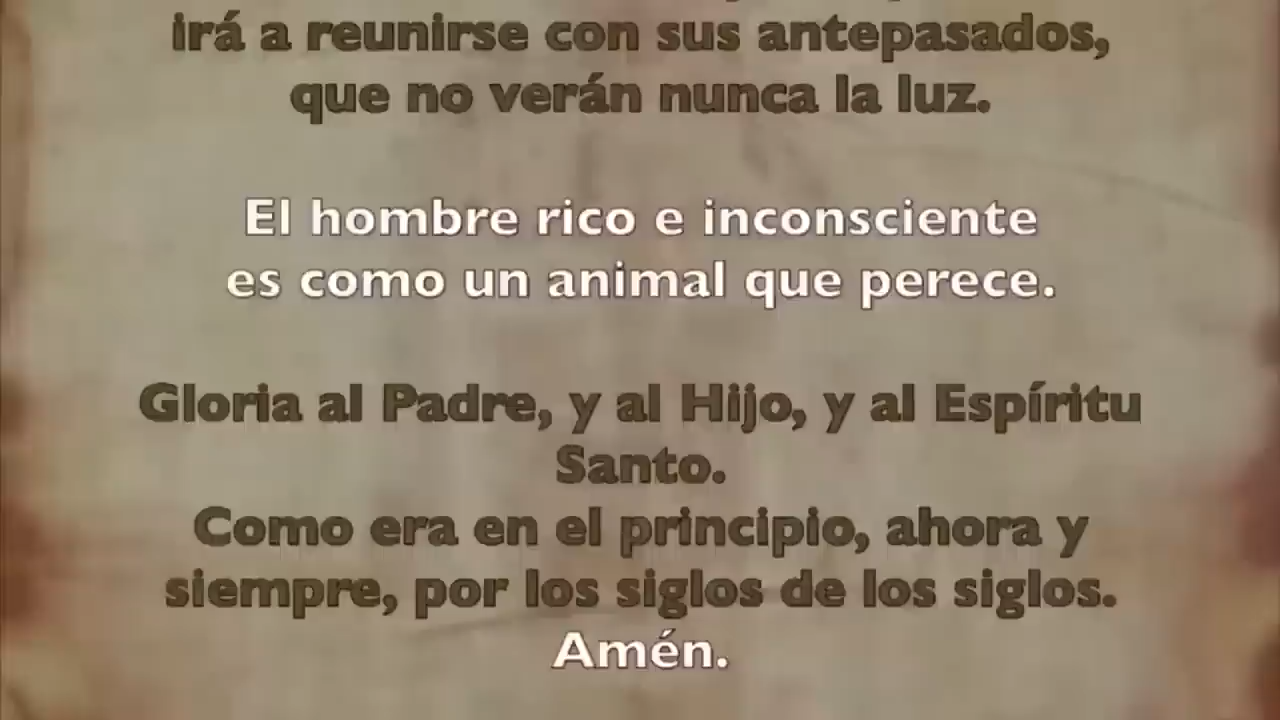 irá a reunirse con sus antepasados,
que no verán nunca la luz.
El hombre rico e inconsciente
es como un animal que perece.
Gloria al Padre, y al Hijo, y al Espíritu
Santo.
Como era en el principio, ahora y
siempre, por los siglos de los siglos.
Amén.